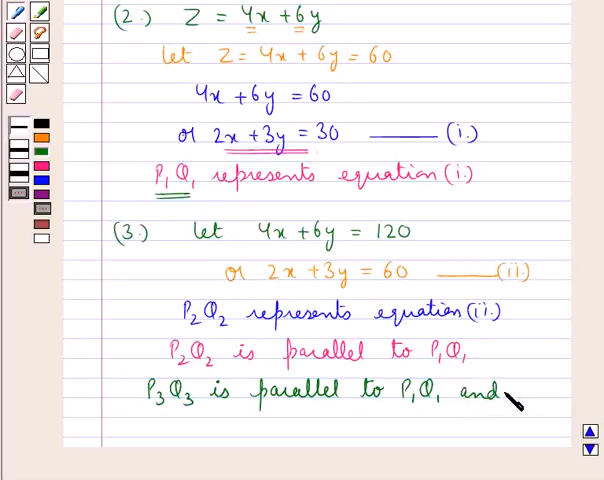 (2.) Z = 4x + 6y
let Z = 4x + 6y = 60
4x + 6y = 60
or 2x + 3y = 30 ——— (i.)
P₁Q₁ represents equation (i.)
(3.) let 4x + 6y = 120
or 2x + 3y = 60 ——— (ii.)
P₂Q₂ represents equation (ii.)
P₂Q₂ is parallel to P₁Q₁
P₃Q₃ is parallel to P₁Q₁ and